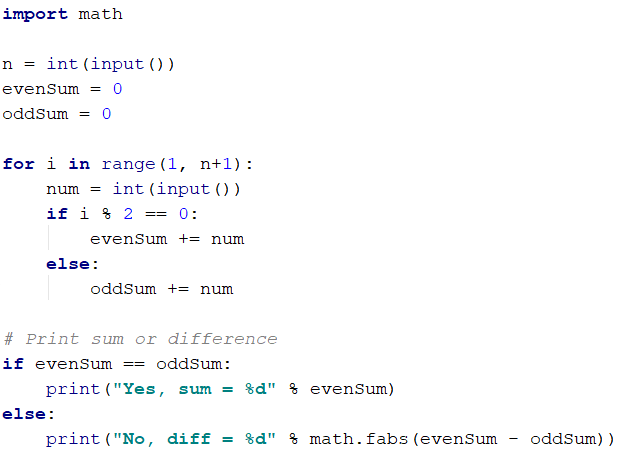 import math

n = int(input())
evenSum = 0
oddSum = 0

for i in range(1, n+1):
    num = int(input())
    if i % 2 == 0:
        evenSum += num
    else:
        oddSum += num

# Print sum or difference
if evenSum == oddSum:
    print("Yes, sum = %d" % evenSum)
else:
    print("No, diff = %d" % math.fabs(evenSum - oddSum))